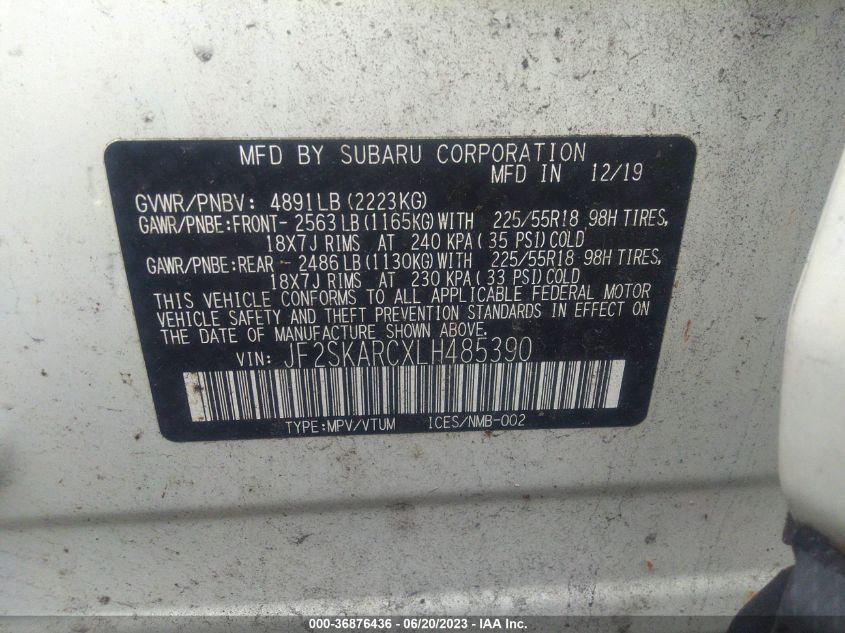 MFD BY SUBARU CORPORATION
MFD IN 12/19
GVWR/PNBV: 4891LB (2223KG)
GAWR/PNBE:FRONT- 2563 LB (1165KG) WITH 225/55R18 98H TIRES,
18X7J RIMS AT 240 KPA ( 35 PSI) COLD
GAWR/PNBE:REAR - 2486 LB (1130KG) WITH 225/55R18 98H TIRES,
18X7J RIMS AT 230 KPA ( 33 PSI) COLD
THIS VEHICLE CONFORMS TO ALL APPLICABLE FEDERAL MOTOR
VEHICLE SAFETY AND THEFT PREVENTION STANDARDS IN EFFECT ON
THE DATE OF MANUFACTURE SHOWN ABOVE.
VIN: JF2SKARCXLH485390
TYPE:MPV/VTUM ICES/NMB-002
000-36876436 - 06/20/2023 - IAA Inc.